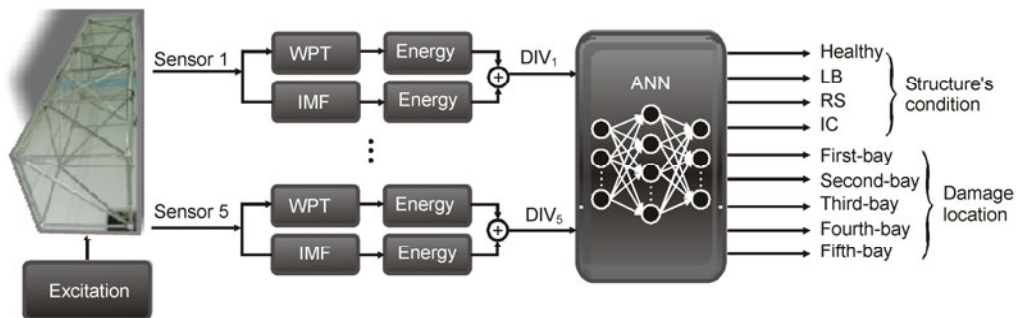 Sensor 1
WPT
Energy
IMF
Energy
DIV1
Sensor 5
WPT
Energy
IMF
Energy
DIV5
Excitation
ANN
Healthy
LB
RS
IC
Structure's
condition
First-bay
Second-bay
Third-bay
Fourth-bay
Fifth-bay
Damage
location